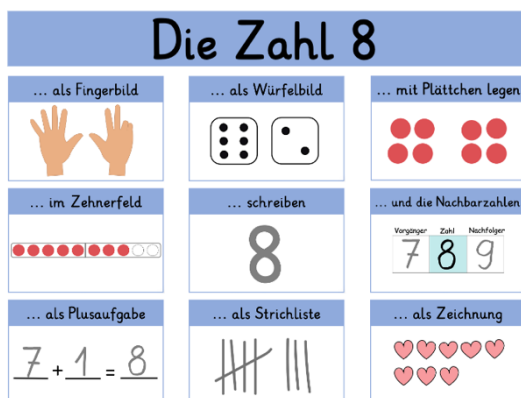 Die Zahl 8
... als Fingerbild
... als Würfelbild
... mit Plättchen legen
... im Zehnerfeld
... schreiben
8
... und die Nachbarzahlen
Vorgänger Zahl Nachfolger
7 8 9
... als Plusaufgabe
7 + 1 = 8
... als Strichliste
... als Zeichnung